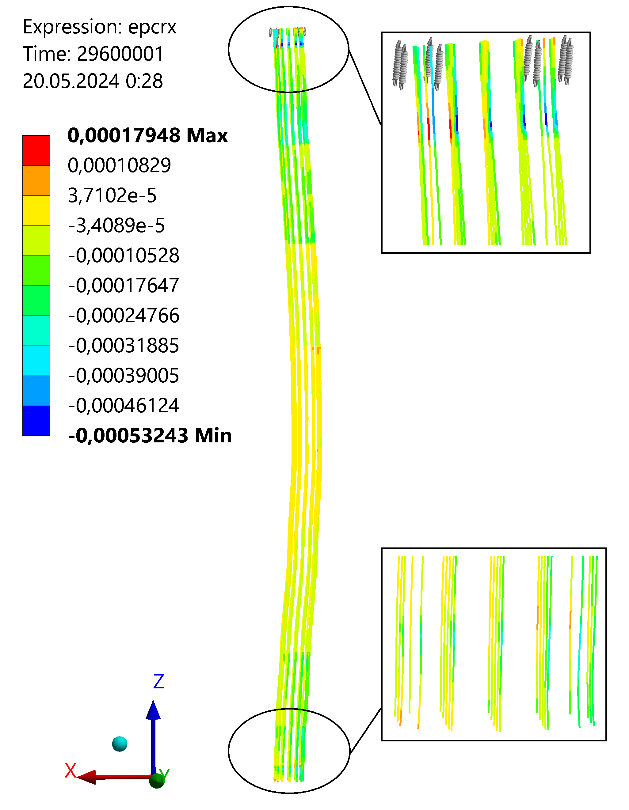 Expression: epcrx
Time: 29600001
20.05.2024 0:28
0,00017948 Max
0,00010829
3,7102e-5
-3,4089e-5
-0,00010528
-0,00017647
-0,00024766
-0,00031885
-0,00039005
-0,00046124
-0,00053243 Min
Z
X
Y